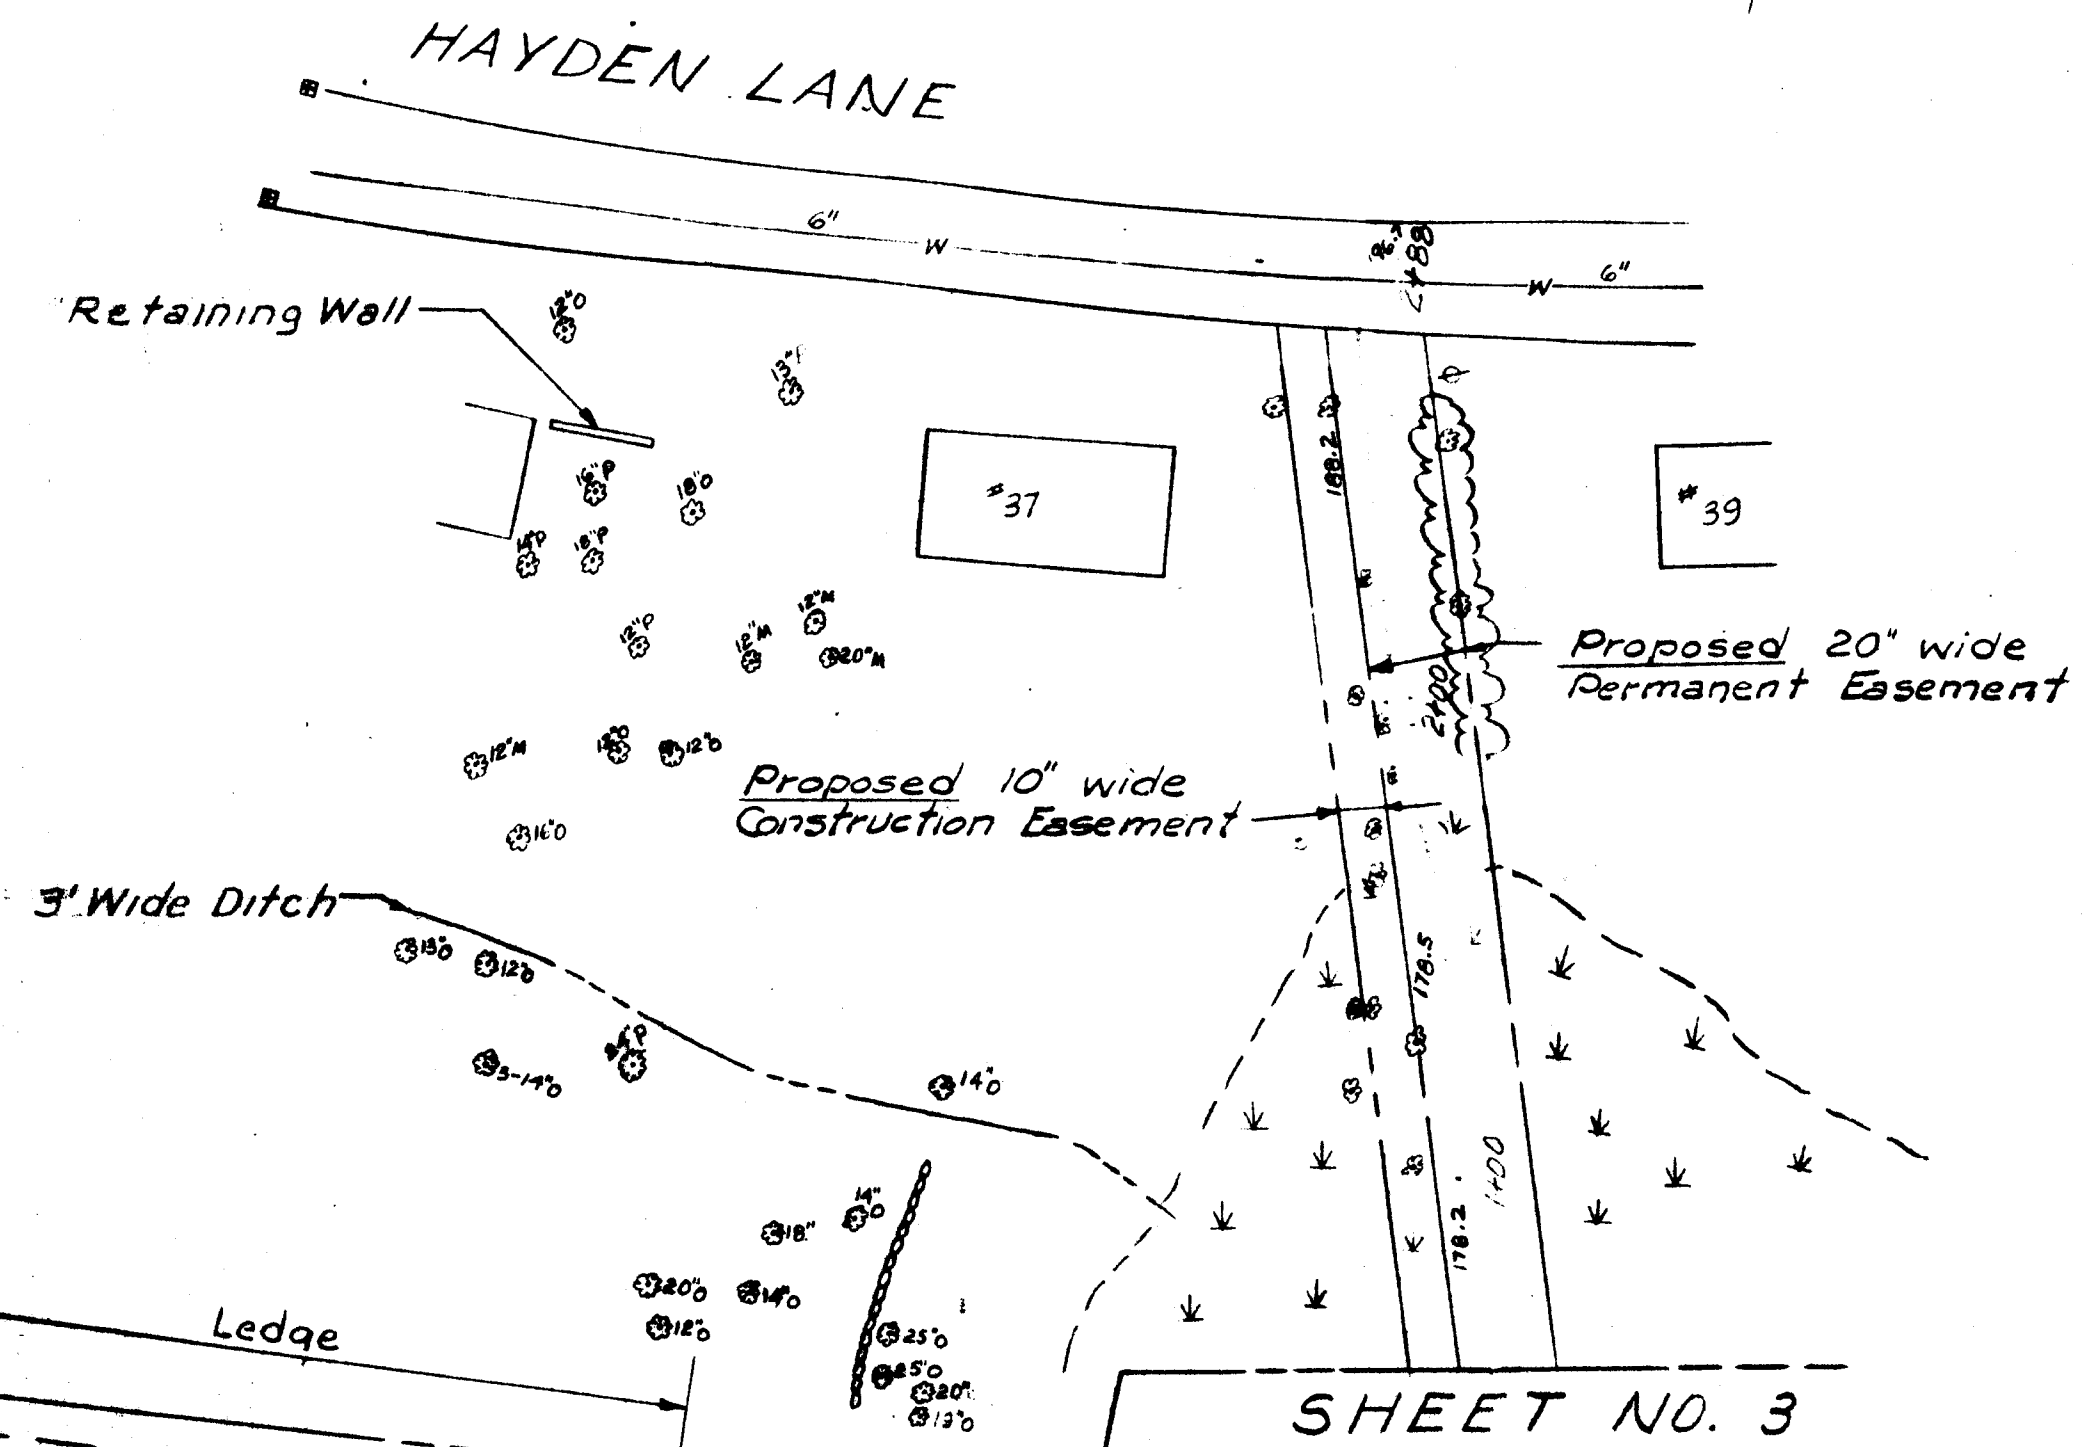 HAYDEN LANE
6"
W
W
6"
2+88
Retaining Wall
12"O
13"P
188.2
16"P
18"O
#37
#39
14"P
18"P
12"P
12"M
12"M
20"M
Proposed 20" wide
Permanent Easement
2+00
12"M
12"O
12"O
Proposed 10" wide
Construction Easement
16"O
3' Wide Ditch
13"O
12"O
178.5
24"P
3-14"O
14"O
1+00
14"O
18"
178.2
20"O
14"O
12"O
Ledge
25"O
25"O
20"
SHEET NO. 3